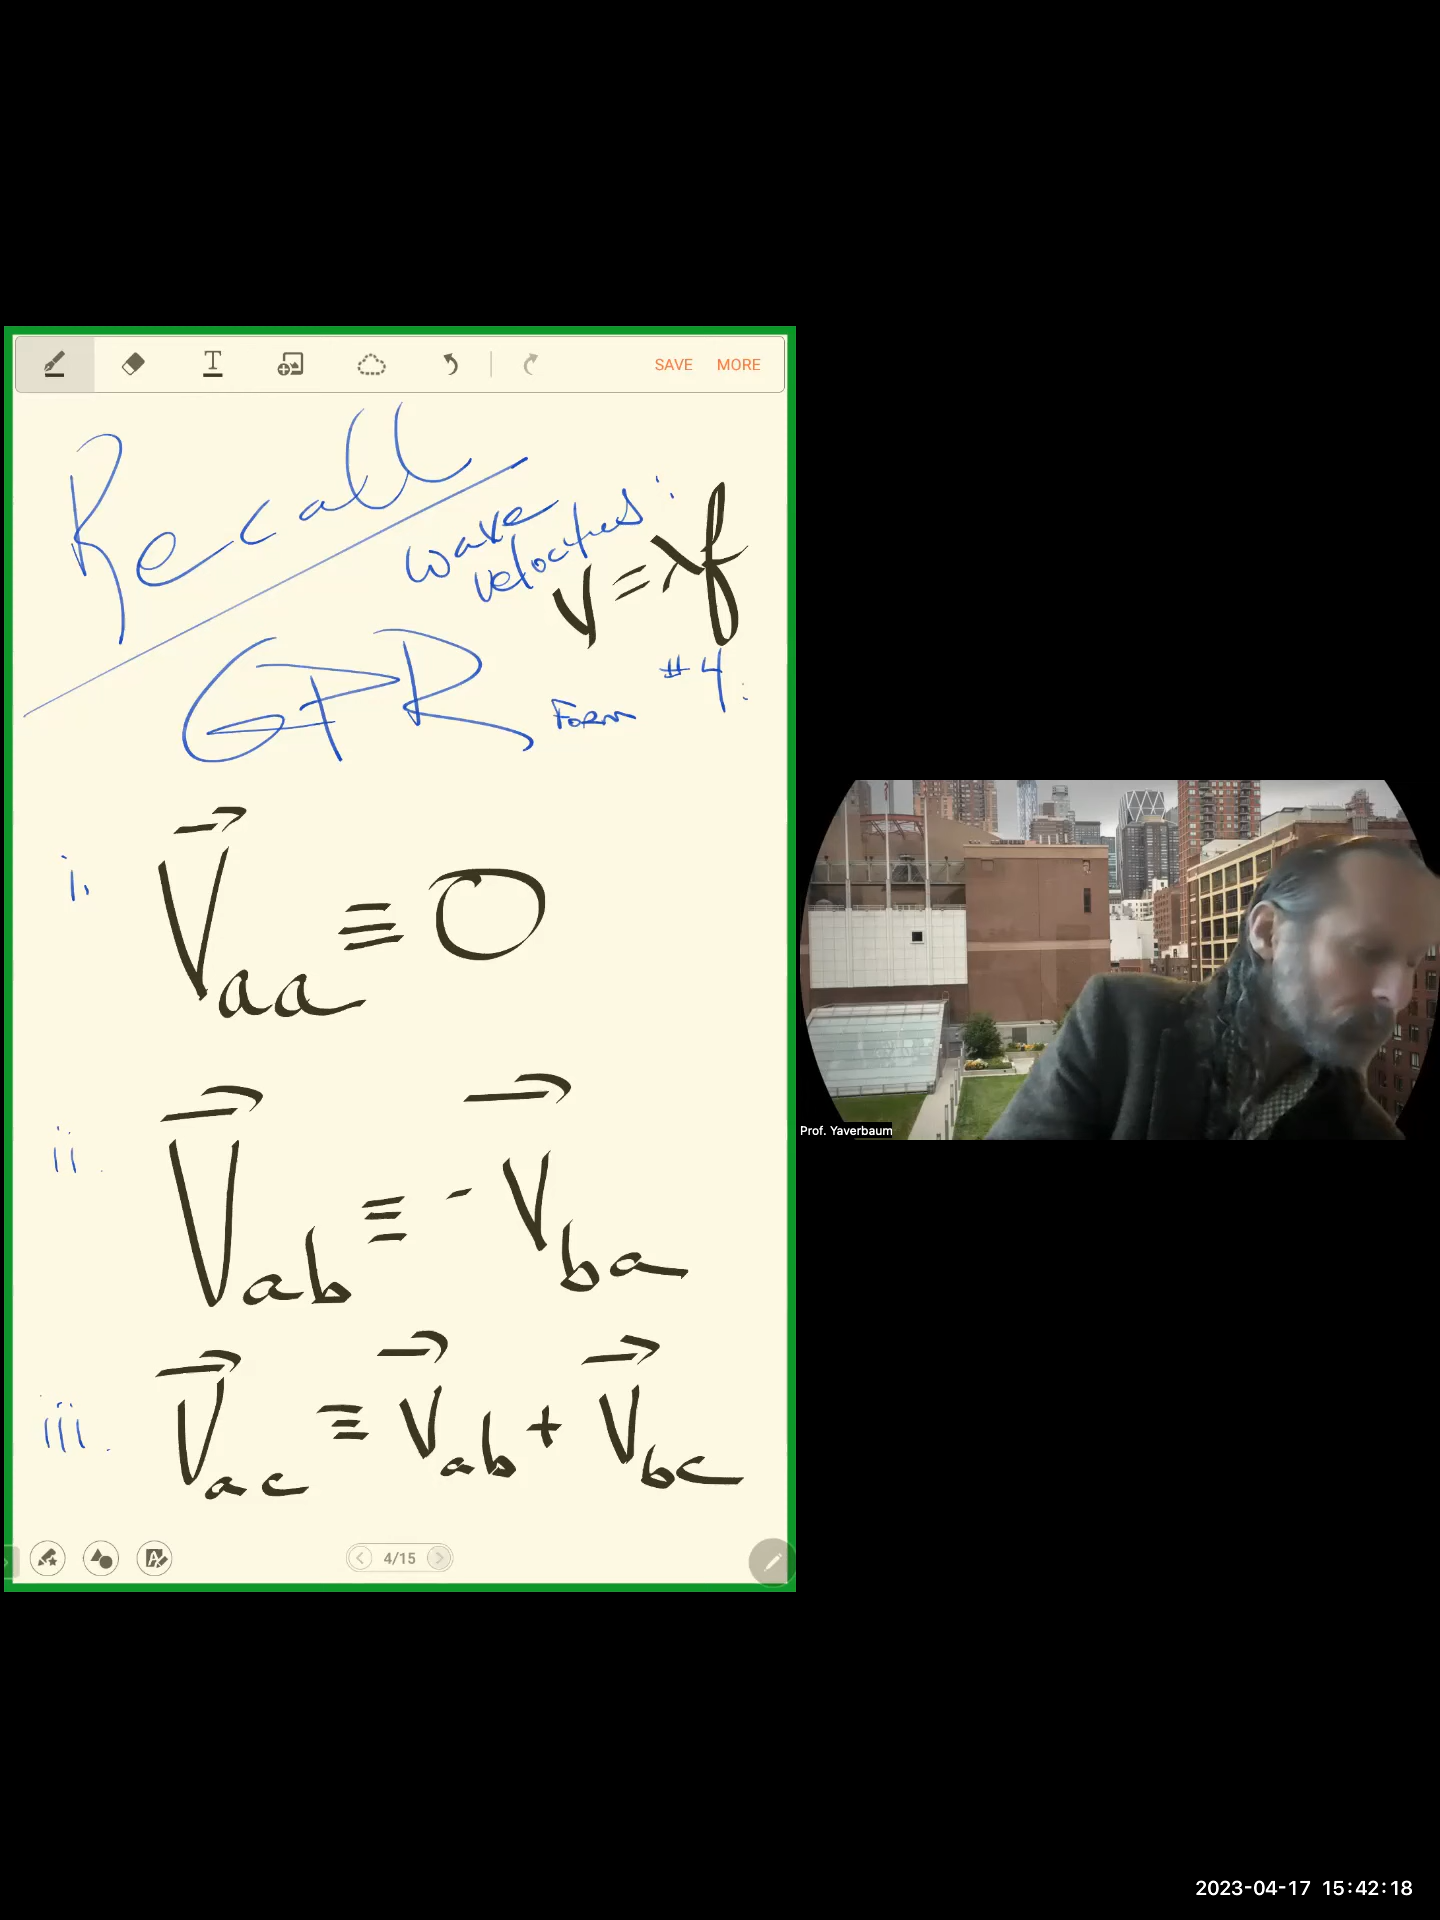 SAVE MORE
Recall
wave
velocities:
v = λf
GPR Form #4:
i. V⃗aa ≡ 0
ii. V⃗ab ≡ - V⃗ba
iii. V⃗ac ≡ V⃗ab + V⃗bc
4/15
Prof. Yaverbaum
2023-04-17 15:42:18